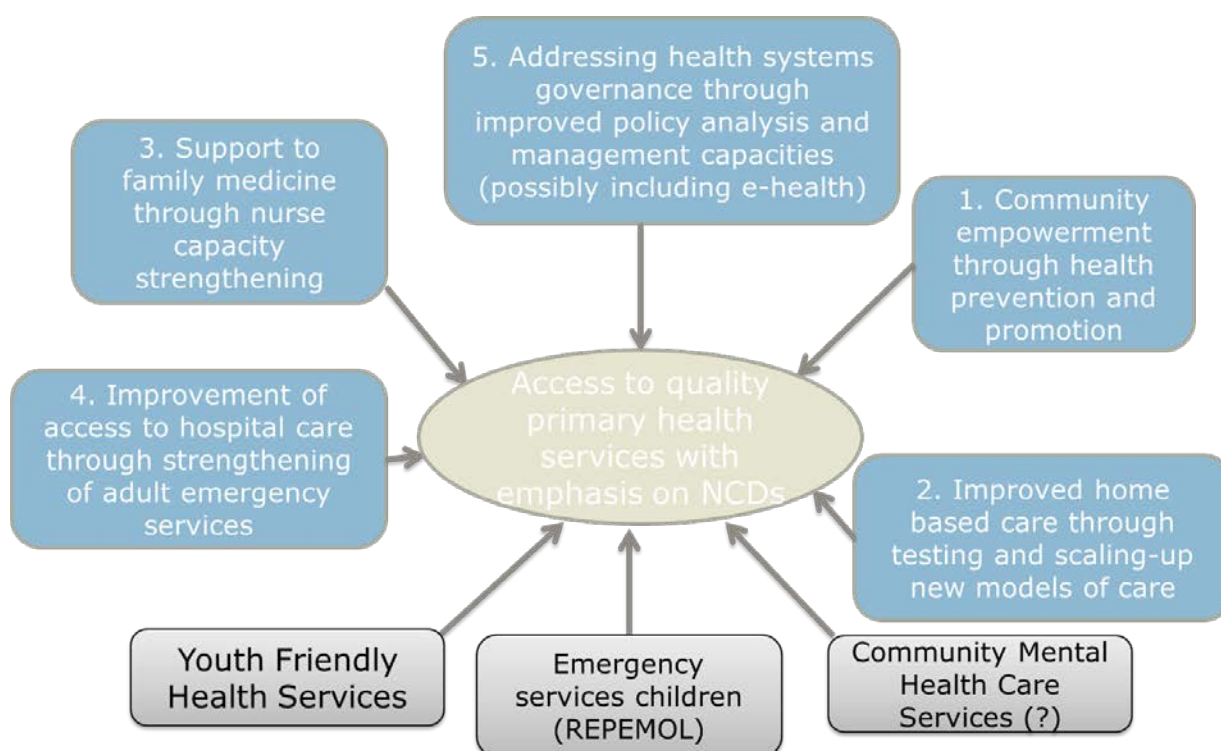 5. Addressing health systems
governance through
improved policy analysis and
management capacities
(possibly including e-health)
3. Support to
family medicine
through nurse
capacity
strengthening
1. Community
empowerment
through health
prevention and
promotion
Access to quality
primary health
services with
emphasis on NCDs
4. Improvement of
access to hospital care
through strengthening
of adult emergency
services
2. Improved home
based care through
testing and scaling-up
new models of care
Youth Friendly
Health Services
Emergency
services children
(REPEMOL)
Community Mental
Health Care
Services (?)